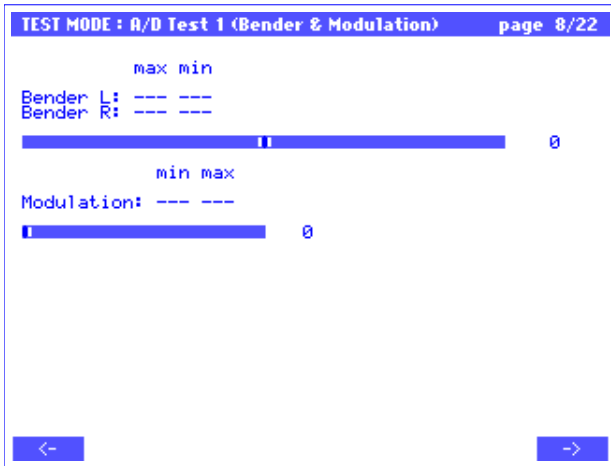 TEST MODE : A/D Test 1 (Bender & Modulation) page 8/22
max min
Bender L: --- ---
Bender R: --- ---
0
min max
Modulation: --- ---
0
<- ->